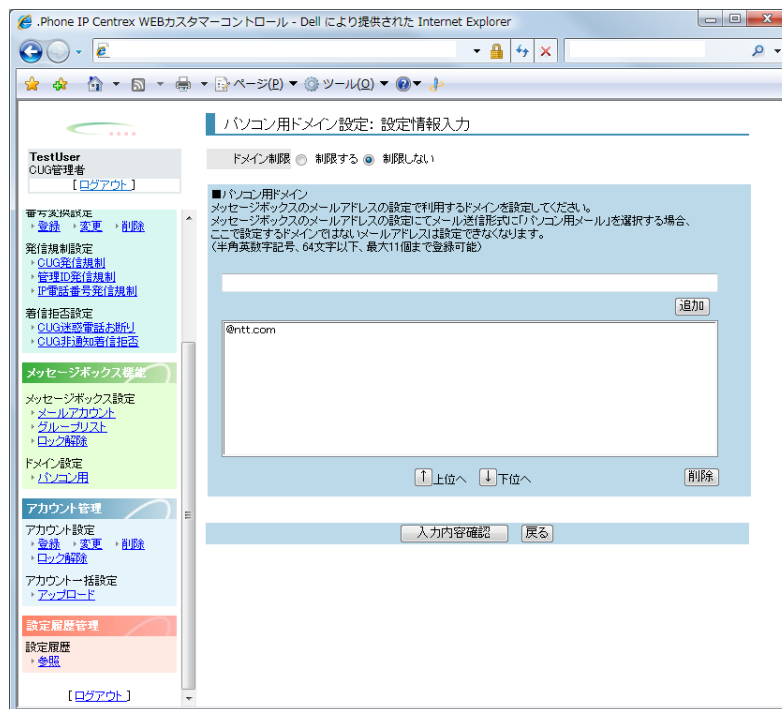 .Phone IP Centrex WEBカスタマーコントロール - Dell により提供された Internet Explorer
ページ(P) ツール(O)
TestUser
CUG管理者
[ログアウト]
番号変換設定
登録 変更 削除
発信規制設定
CUG発信規制
管理ID発信規制
IP電話番号発信規制
着信拒否設定
CUG迷惑電話お断り
CUG非通知着信拒否
メッセージボックス機能
メッセージボックス設定
メールアカウント
グループリスト
ロック解除
ドメイン設定
パソコン用
アカウント管理
アカウント設定
登録 変更 削除
ロック解除
アカウント一括設定
アップロード
設定履歴管理
設定履歴
参照
[ログアウト]
パソコン用ドメイン設定: 設定情報入力
ドメイン制限 制限する 制限しない
■パソコン用ドメイン
メッセージボックスのメールアドレスの設定で利用するドメインを設定してください。
メッセージボックスのメールアドレスの設定にてメール送信形式に「パソコン用メール」を選択する場合、
ここで設定するドメインではないメールアドレスは設定できなくなります。
(半角英数字記号、64文字以下、最大11個まで登録可能)
追加
@ntt.com
↑上位へ ↓下位へ 削除
入力内容確認 戻る